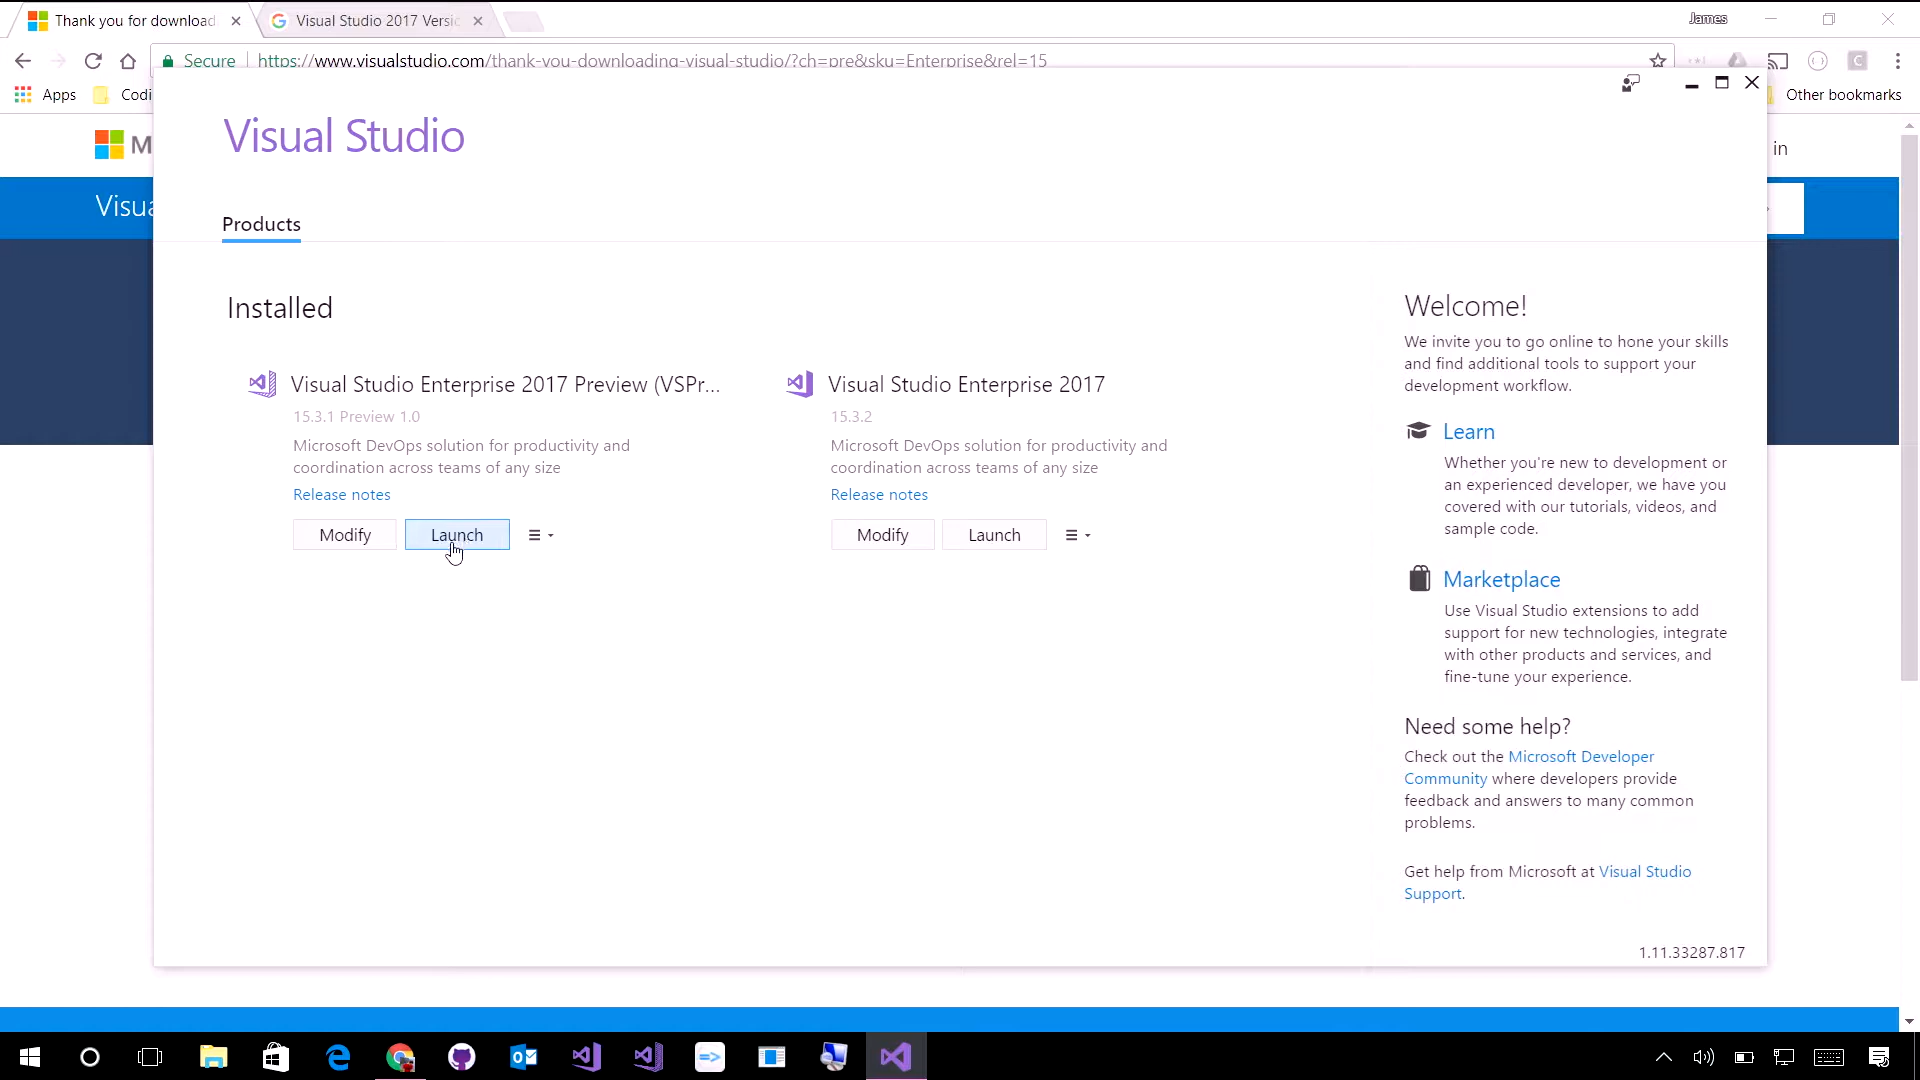 Thank you for download
Visual Studio 2017 Versic
James
Secure
https://www.visualstudio.com/thank-you-downloading-visual-studio/?ch=pre&sku=Enterprise&rel=15
Apps
Codi
Other bookmarks
M
in
Visua
Visual Studio
Products
Installed
Visual Studio Enterprise 2017 Preview (VSPr...
15.3.1 Preview 1.0
Microsoft DevOps solution for productivity and
coordination across teams of any size
Release notes
Modify
Launch
Visual Studio Enterprise 2017
15.3.2
Microsoft DevOps solution for productivity and
coordination across teams of any size
Release notes
Modify
Launch
Welcome!
We invite you to go online to hone your skills
and find additional tools to support your
development workflow.
Learn
Whether you're new to development or
an experienced developer, we have you
covered with our tutorials, videos, and
sample code.
Marketplace
Use Visual Studio extensions to add
support for new technologies, integrate
with other products and services, and
fine-tune your experience.
Need some help?
Check out the Microsoft Developer
Community where developers provide
feedback and answers to many common
problems.
Get help from Microsoft at Visual Studio
Support.
1.11.33287.817